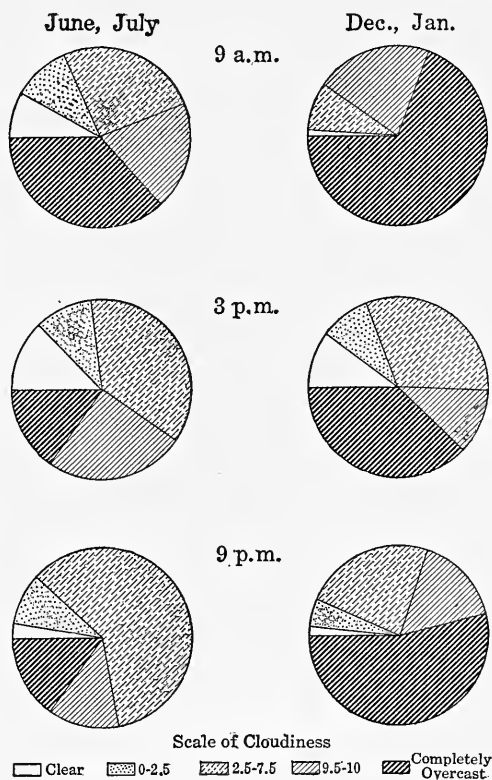 June, July
Dec., Jan.
9 a.m.
3 p.m.
9 p.m.
Scale of Cloudiness
Clear 0-2.5 2.5-7.5 9.5-10 Completely Overcast